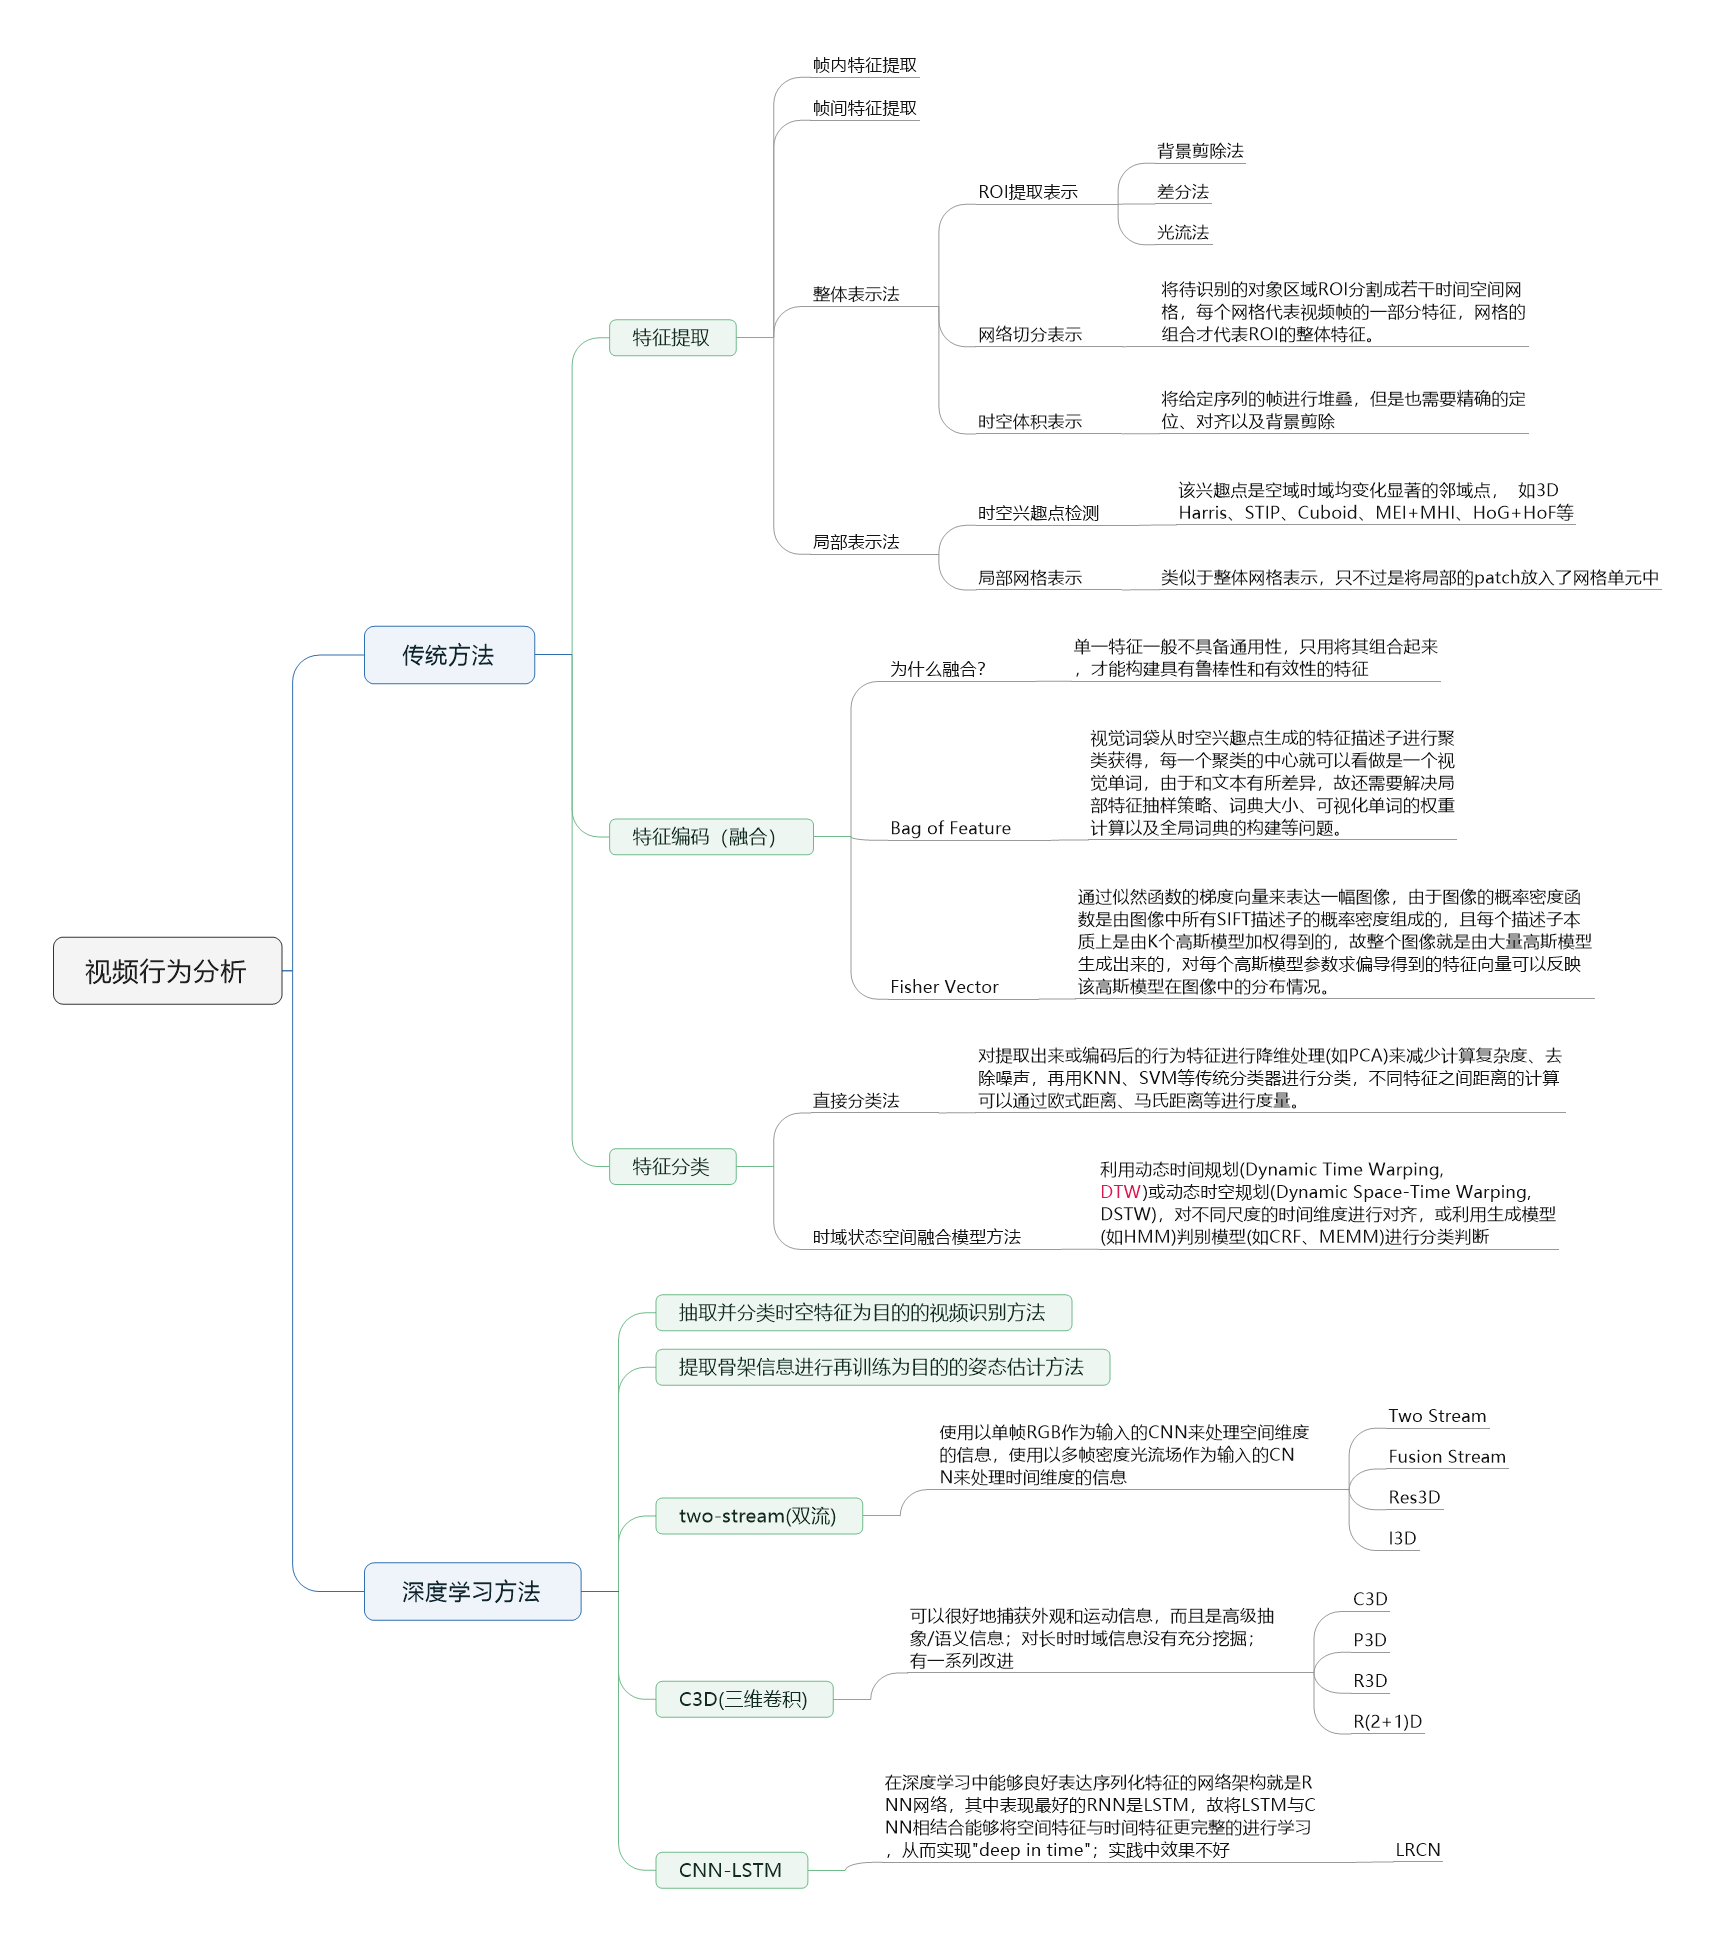 视频行为分析
传统方法
特征提取
帧内特征提取
帧间特征提取
整体表示法
ROI提取表示
背景剪除法
差分法
光流法
网络切分表示
将待识别的对象区域ROI分割成若干时间空间网
格，每个网格代表视频帧的一部分特征，网格的
组合才代表ROI的整体特征。
时空体积表示
将给定序列的帧进行堆叠，但是也需要精确的定
位、对齐以及背景剪除
局部表示法
时空兴趣点检测
该兴趣点是空域时域均变化显著的邻域点， 如3D
Harris、STIP、Cuboid、MEI+MHI、HoG+HoF等
局部网格表示
类似于整体网格表示，只不过是将局部的patch放入了网格单元中
特征编码（融合）
为什么融合？
单一特征一般不具备通用性，只用将其组合起来
，才能构建具有鲁棒性和有效性的特征
Bag of Feature
视觉词袋从时空兴趣点生成的特征描述子进行聚
类获得，每一个聚类的中心就可以看做是一个视
觉单词，由于和文本有所差异，故还需要解决局
部特征抽样策略、词典大小、可视化单词的权重
计算以及全局词典的构建等问题。
Fisher Vector
通过似然函数的梯度向量来表达一幅图像，由于图像的概率密度函
数是由图像中所有SIFT描述子的概率密度组成的，且每个描述子本
质上是由K个高斯模型加权得到的，故整个图像就是由大量高斯模型
生成出来的，对每个高斯模型参数求偏导得到的特征向量可以反映
该高斯模型在图像中的分布情况。
特征分类
直接分类法
对提取出来或编码后的行为特征进行降维处理(如PCA)来减少计算复杂度、去
除噪声，再用KNN、SVM等传统分类器进行分类，不同特征之间距离的计算
可以通过欧式距离、马氏距离等进行度量。
时域状态空间融合模型方法
利用动态时间规划(Dynamic Time Warping,
DTW)或动态时空规划(Dynamic Space-Time Warping,
DSTW)，对不同尺度的时间维度进行对齐，或利用生成模型
(如HMM)判别模型(如CRF、MEMM)进行分类判断
深度学习方法
抽取并分类时空特征为目的的视频识别方法
提取骨架信息进行再训练为目的的姿态估计方法
two-stream(双流)
使用以单帧RGB作为输入的CNN来处理空间维度
的信息，使用以多帧密度光流场作为输入的CN
N来处理时间维度的信息
Two Stream
Fusion Stream
Res3D
I3D
C3D(三维卷积)
可以很好地捕获外观和运动信息，而且是高级抽
象/语义信息；对长时时域信息没有充分挖掘；
有一系列改进
C3D
P3D
R3D
R(2+1)D
CNN-LSTM
在深度学习中能够良好表达序列化特征的网络架构就是R
NN网络，其中表现最好的RNN是LSTM，故将LSTM与C
NN相结合能够将空间特征与时间特征更完整的进行学习
，从而实现"deep in time"；实践中效果不好
LRCN